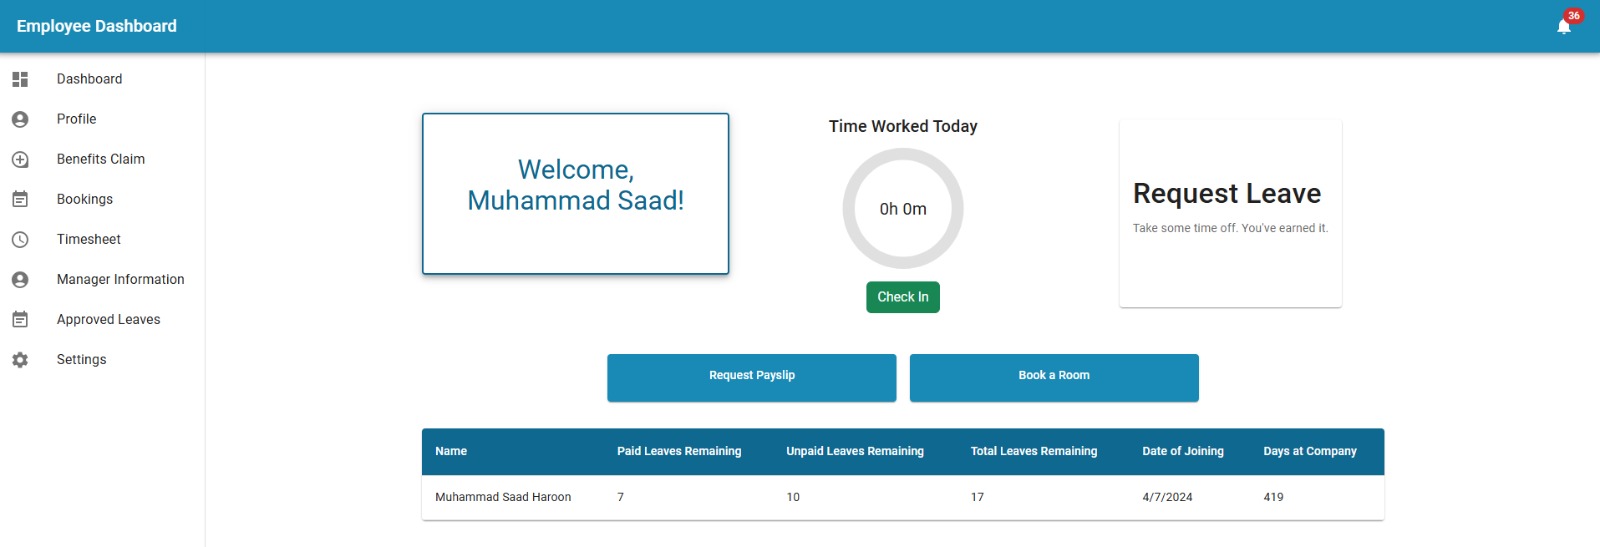 Employee Dashboard
36
Dashboard
Profile
Benefits Claim
Bookings
Timesheet
Manager Information
Approved Leaves
Settings
Welcome,
Muhammad Saad!
Time Worked Today
0h 0m
Check In
Request Leave
Take some time off. You've earned it.
Request Payslip
Book a Room
Name Paid Leaves Remaining Unpaid Leaves Remaining Total Leaves Remaining Date of Joining Days at Company
Muhammad Saad Haroon 7 10 17 4/7/2024 419